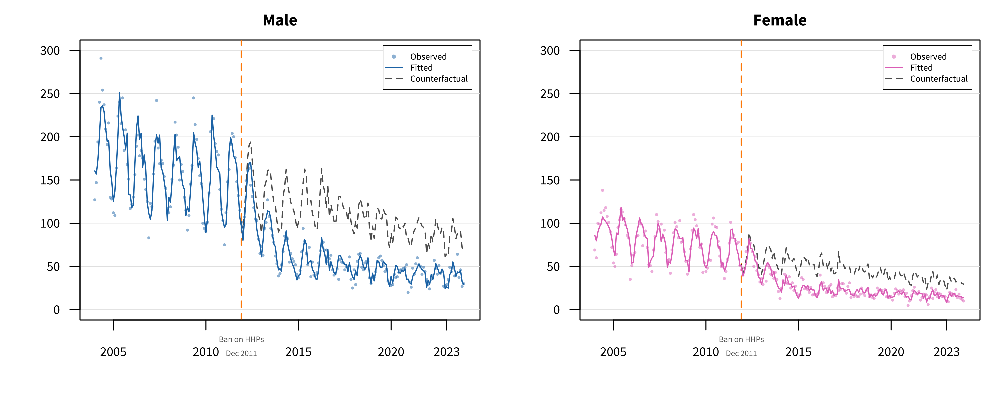 Male
300
250
200
150
100
50
0
Observed
Fitted
Counterfactual
2005
2010
2015
2020
2023
Ban on HHPs
Dec 2011
Female
300
250
200
150
100
50
0
Observed
Fitted
Counterfactual
2005
2010
2015
2020
2023
Ban on HHPs
Dec 2011